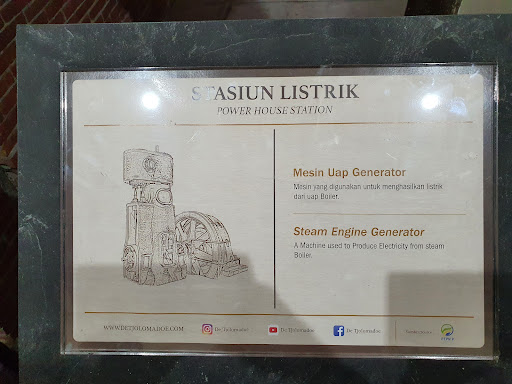 STASIUN LISTRIK
POWER HOUSE STATION
Mesin Uap Generator
Mesin yang digunakan untuk menghasilkan listrik
dari uap Boiler.
Steam Engine Generator
A Machine used to Produce Electricity from steam
Boiler.
WWW.DETJOLOMADOE.COM
De Tjolomadoe
De Tjolomadoe
De Tjolomadoe